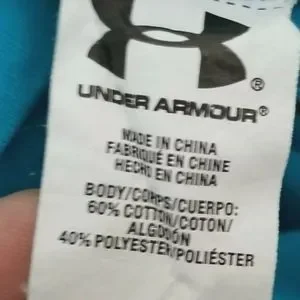 ®
UNDER ARMOUR®
MADE IN CHINA
FABRIQUÉ EN CHINE
HECHO EN CHINA
BODY/CORPS/CUERPO:
60% COTTON/COTON/
ALGODÓN
40% POLYESTER/POLIÉSTER